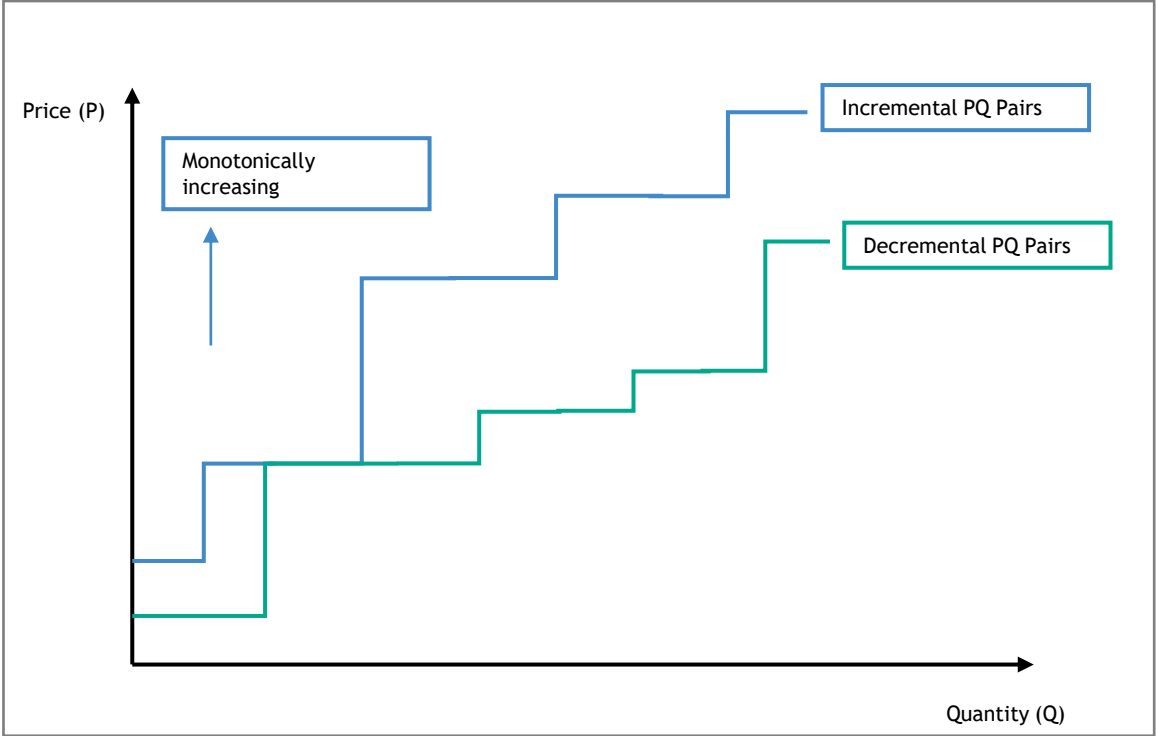 Price (P)
Incremental PQ Pairs
Monotonically
increasing
Decremental PQ Pairs
Quantity (Q)